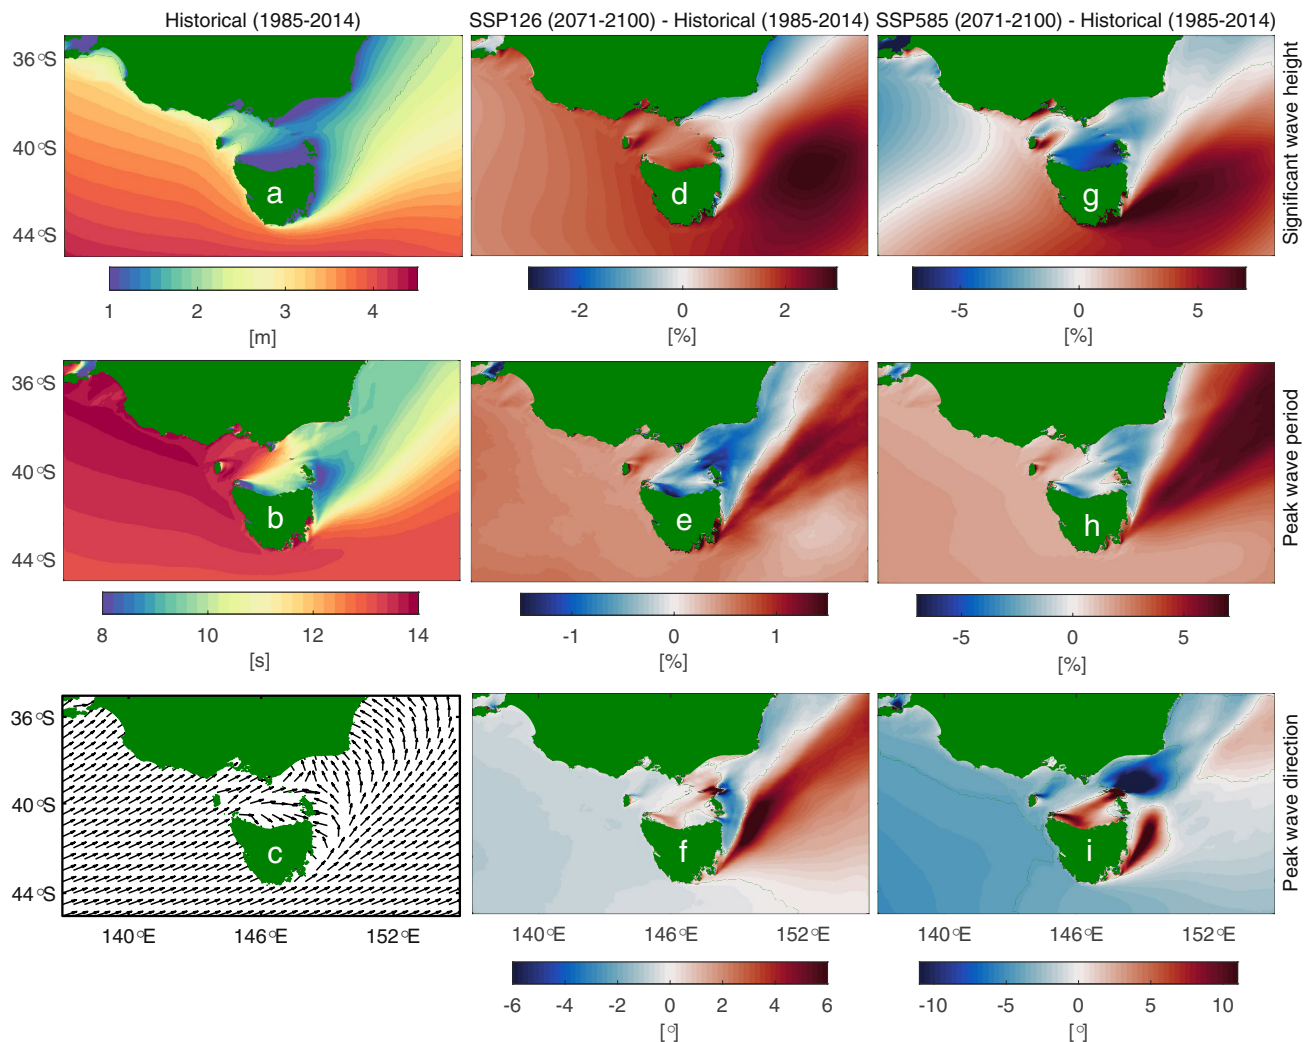 Historical (1985-2014)
SSP126 (2071-2100) - Historical (1985-2014)
SSP585 (2071-2100) - Historical (1985-2014)
36 °S
40 °S
44 °S
a
d
g
Significant wave height
1 2 3 4
[m]
-2 0 2
[%]
-5 0 5
[%]
36 °S
40 °S
44 °S
b
e
h
Peak wave period
8 10 12 14
[s]
-1 0 1
[%]
-5 0 5
[%]
36 °S
40 °S
44 °S
c
f
i
Peak wave direction
140 °E 146 °E 152 °E
140 °E 146 °E 152 °E
140 °E 146 °E 152 °E
-6 -4 -2 0 2 4 6
[°]
-10 -5 0 5 10
[°]